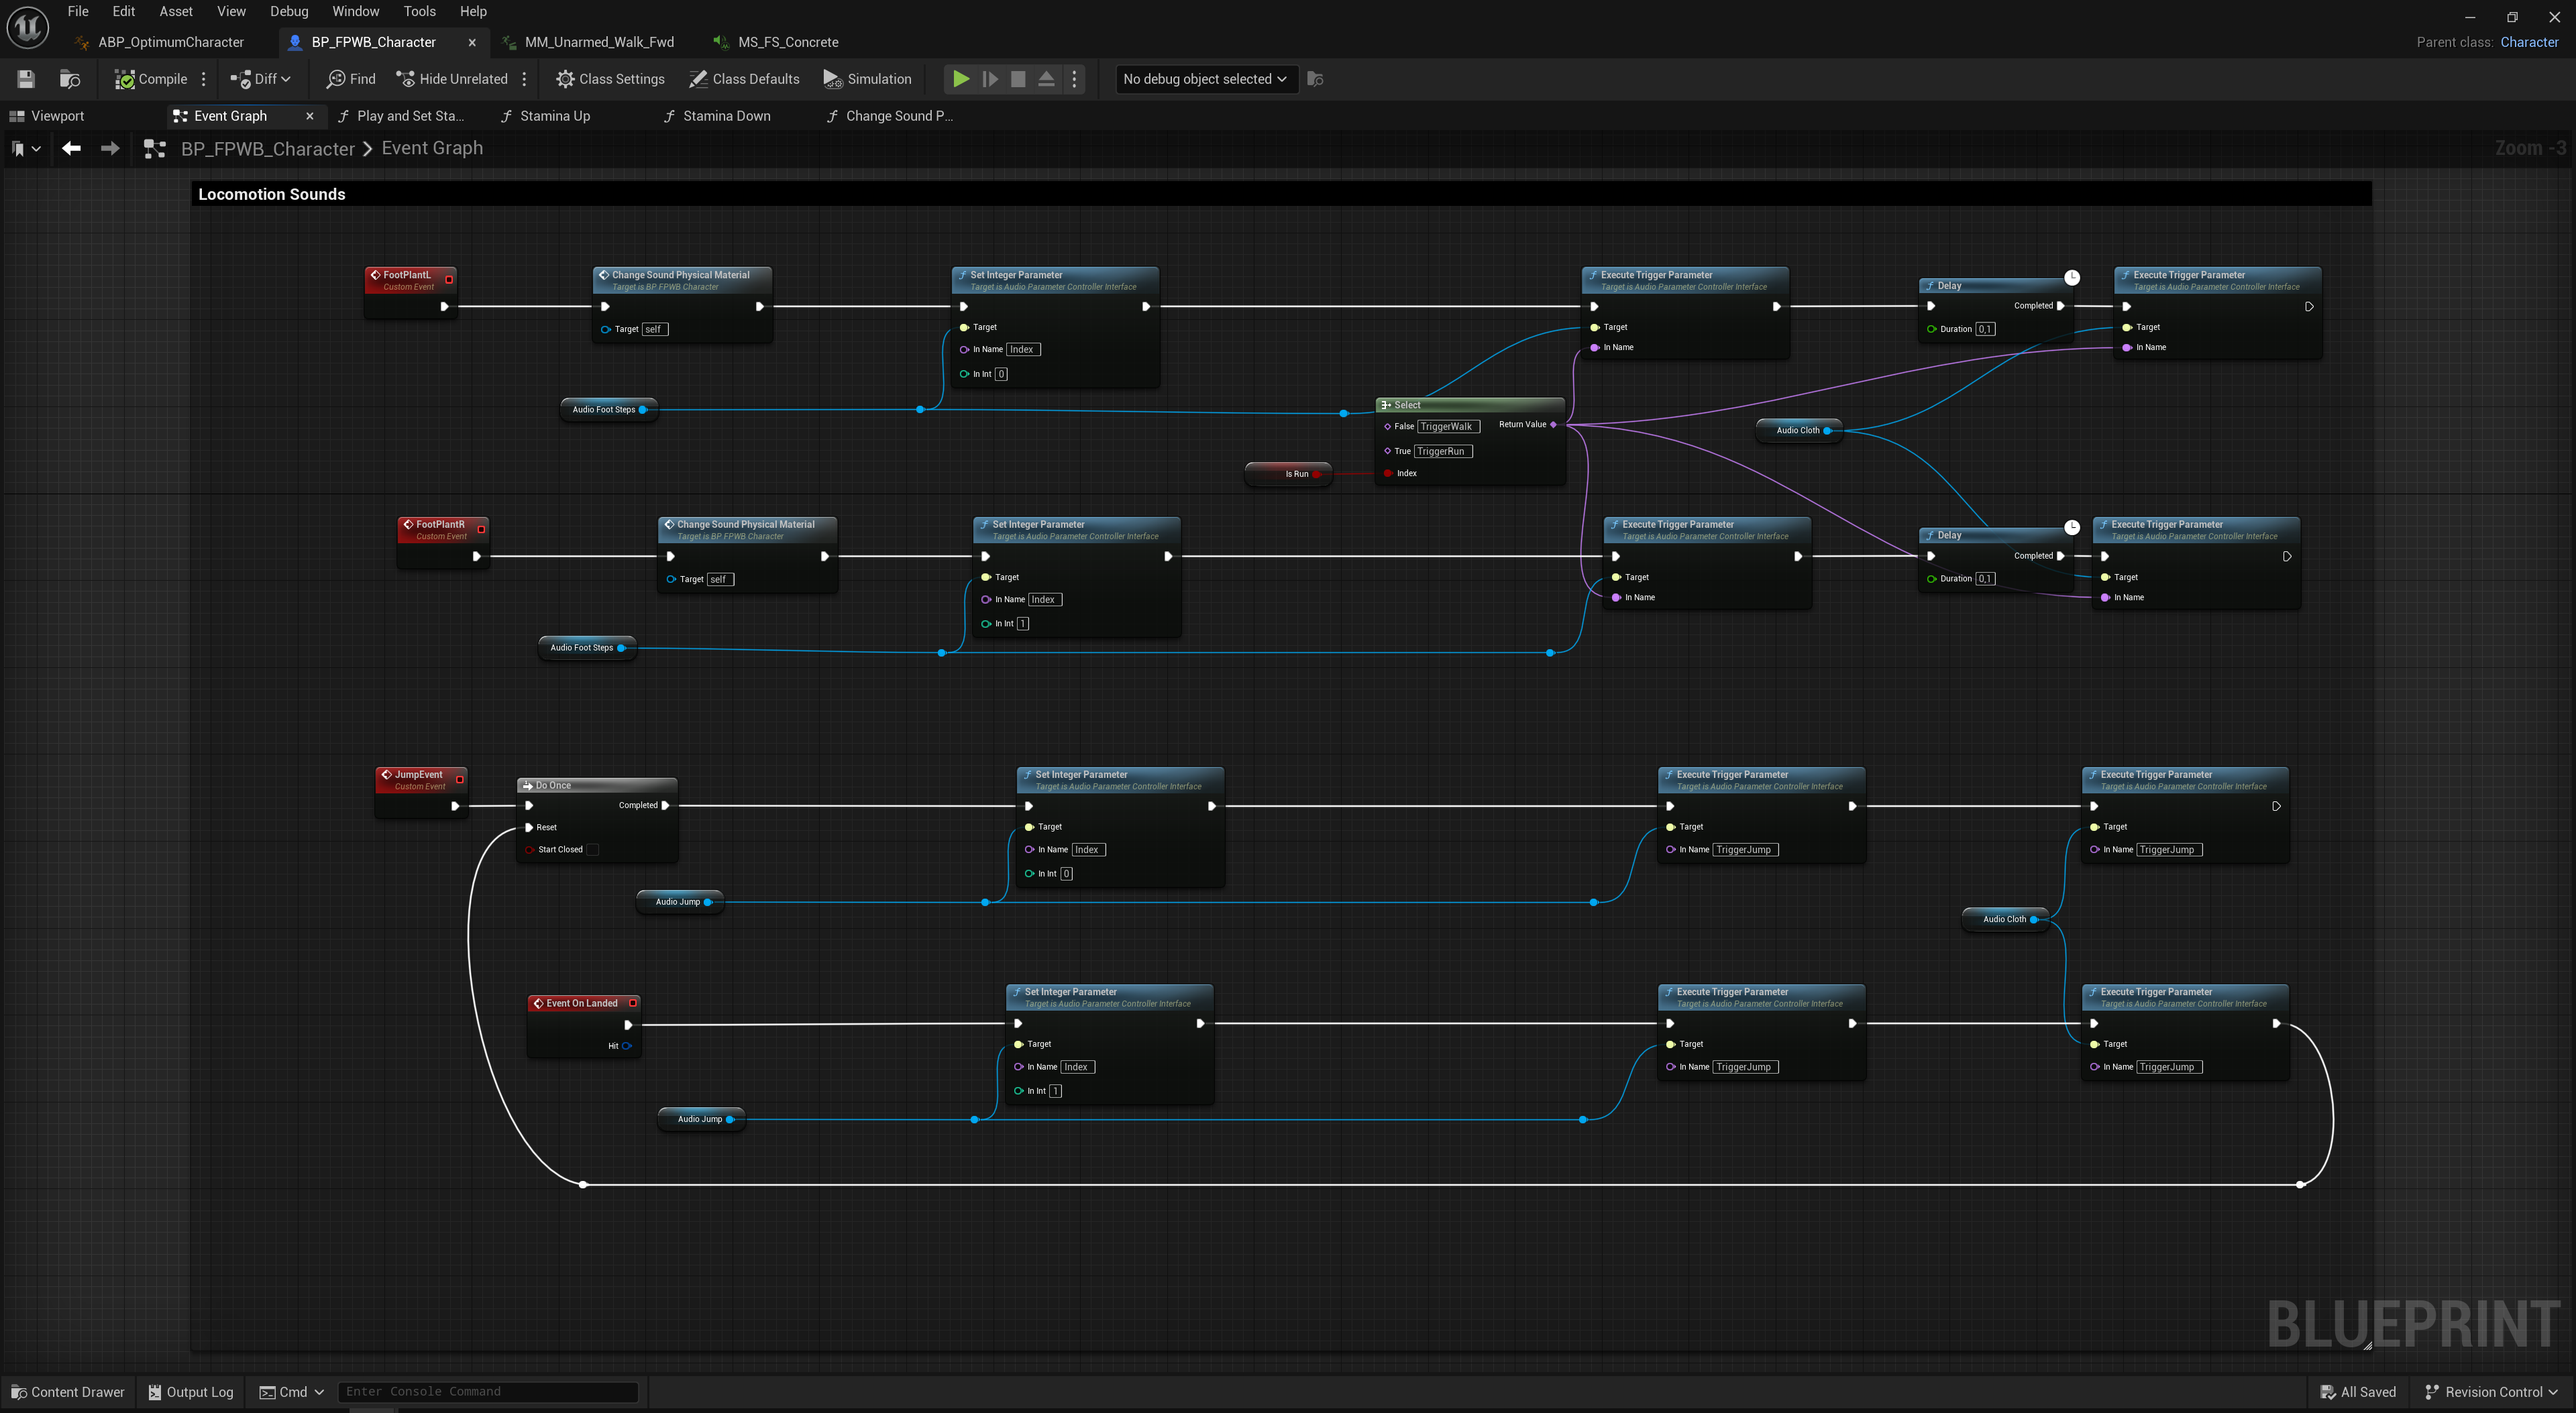 File Edit Asset View Debug Window Tools Help
ABP_OptimumCharacter BP_FPWB_Character MM_Unarmed_Walk_Fwd MS_FS_Concrete
Parent class: Character
Compile Diff Find Hide Unrelated Class Settings Class Defaults Simulation No debug object selected
Viewport Event Graph Play and Set Sta... Stamina Up Stamina Down Change Sound P...
BP_FPWB_Character > Event Graph
Zoom -3
Locomotion Sounds
FootPlantL
Custom Event
Change Sound Physical Material
Target is BP FPWB Character
Target self
Set Integer Parameter
Target is Audio Parameter Controller Interface
Target
In Name Index
In Int 0
Execute Trigger Parameter
Target is Audio Parameter Controller Interface
Target
In Name
Delay
Completed
Duration 0,1
Execute Trigger Parameter
Target is Audio Parameter Controller Interface
Target
In Name
Audio Foot Steps
Select
False TriggerWalk Return Value
True TriggerRun
Index
Is Run
Audio Cloth
FootPlantR
Custom Event
Change Sound Physical Material
Target is BP FPWB Character
Target self
Set Integer Parameter
Target is Audio Parameter Controller Interface
Target
In Name Index
In Int 1
Execute Trigger Parameter
Target is Audio Parameter Controller Interface
Target
In Name
Delay
Completed
Duration 0,1
Execute Trigger Parameter
Target is Audio Parameter Controller Interface
Target
In Name
Audio Foot Steps
JumpEvent
Custom Event
Do Once
Completed
Reset
Start Closed
Set Integer Parameter
Target is Audio Parameter Controller Interface
Target
In Name Index
In Int 0
Execute Trigger Parameter
Target is Audio Parameter Controller Interface
Target
In Name TriggerJump
Execute Trigger Parameter
Target is Audio Parameter Controller Interface
Target
In Name TriggerJump
Audio Jump
Audio Cloth
Event On Landed
Hit
Set Integer Parameter
Target is Audio Parameter Controller Interface
Target
In Name Index
In Int 1
Execute Trigger Parameter
Target is Audio Parameter Controller Interface
Target
In Name TriggerJump
Execute Trigger Parameter
Target is Audio Parameter Controller Interface
Target
In Name TriggerJump
Audio Jump
BLUEPRINT
Content Drawer Output Log Cmd Enter Console Command All Saved Revision Control